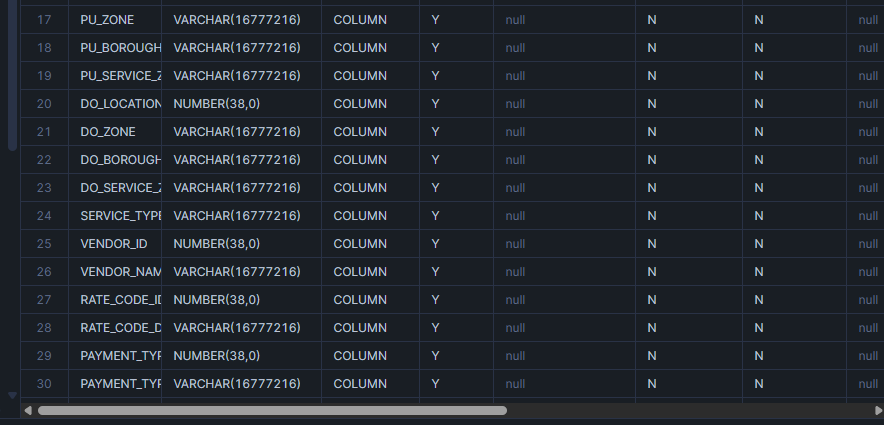 17 PU_ZONE VARCHAR(16777216) COLUMN Y null N N null
18 PU_BOROUGH VARCHAR(16777216) COLUMN Y null N N null
19 PU_SERVICE_Z VARCHAR(16777216) COLUMN Y null N N null
20 DO_LOCATION NUMBER(38,0) COLUMN Y null N N null
21 DO_ZONE VARCHAR(16777216) COLUMN Y null N N null
22 DO_BOROUGH VARCHAR(16777216) COLUMN Y null N N null
23 DO_SERVICE_Z VARCHAR(16777216) COLUMN Y null N N null
24 SERVICE_TYPE VARCHAR(16777216) COLUMN Y null N N null
25 VENDOR_ID NUMBER(38,0) COLUMN Y null N N null
26 VENDOR_NAM VARCHAR(16777216) COLUMN Y null N N null
27 RATE_CODE_ID NUMBER(38,0) COLUMN Y null N N null
28 RATE_CODE_D VARCHAR(16777216) COLUMN Y null N N null
29 PAYMENT_TYP NUMBER(38,0) COLUMN Y null N N null
30 PAYMENT_TYP VARCHAR(16777216) COLUMN Y null N N null